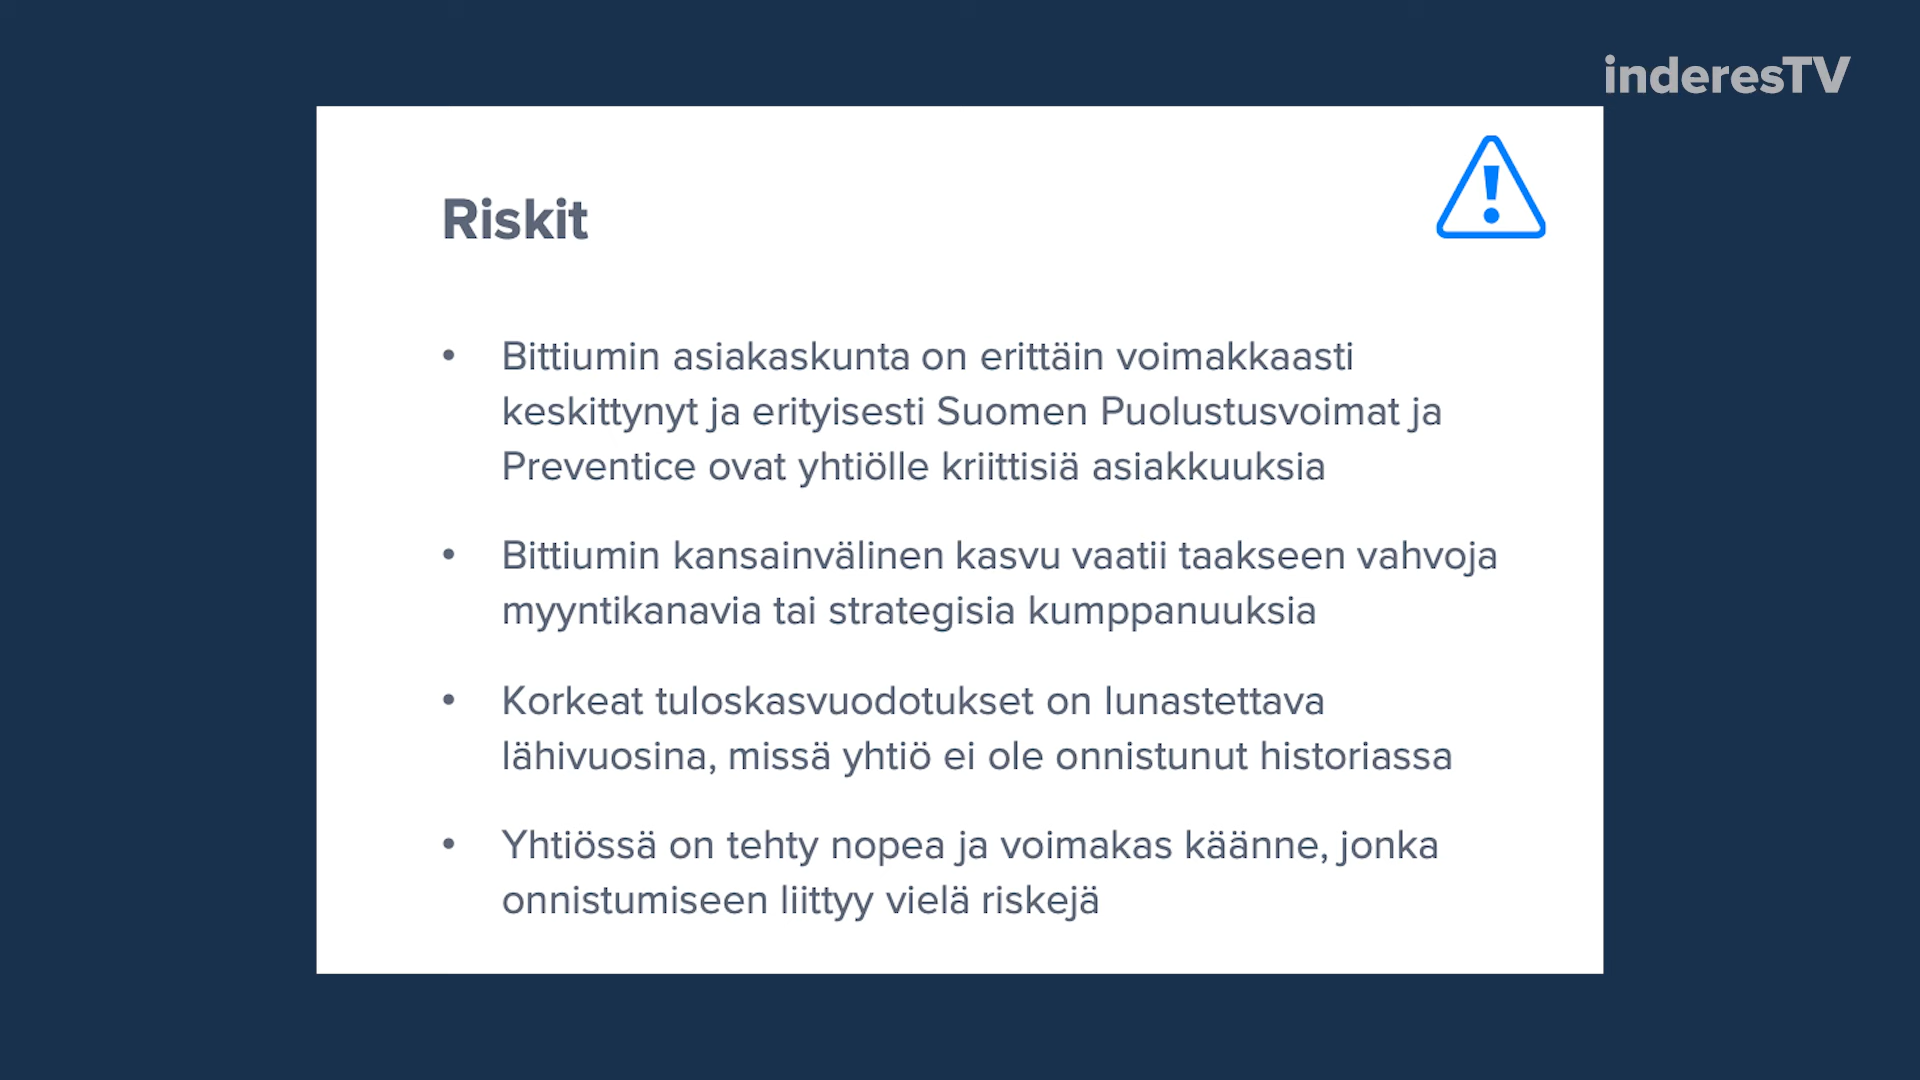 inderesTV
Riskit
• Bittiumin asiakaskunta on erittäin voimakkaasti
keskittynyt ja erityisesti Suomen Puolustusvoimat ja
Preventice ovat yhtiölle kriittisiä asiakkuuksia
• Bittiumin kansainvälinen kasvu vaatii taakseen vahvoja
myyntikanavia tai strategisia kumppanuuksia
• Korkeat tuloskasvuodotukset on lunastettava
lähivuosina, missä yhtiö ei ole onnistunut historiassa
• Yhtiössä on tehty nopea ja voimakas käänne, jonka
onnistumiseen liittyy vielä riskejä